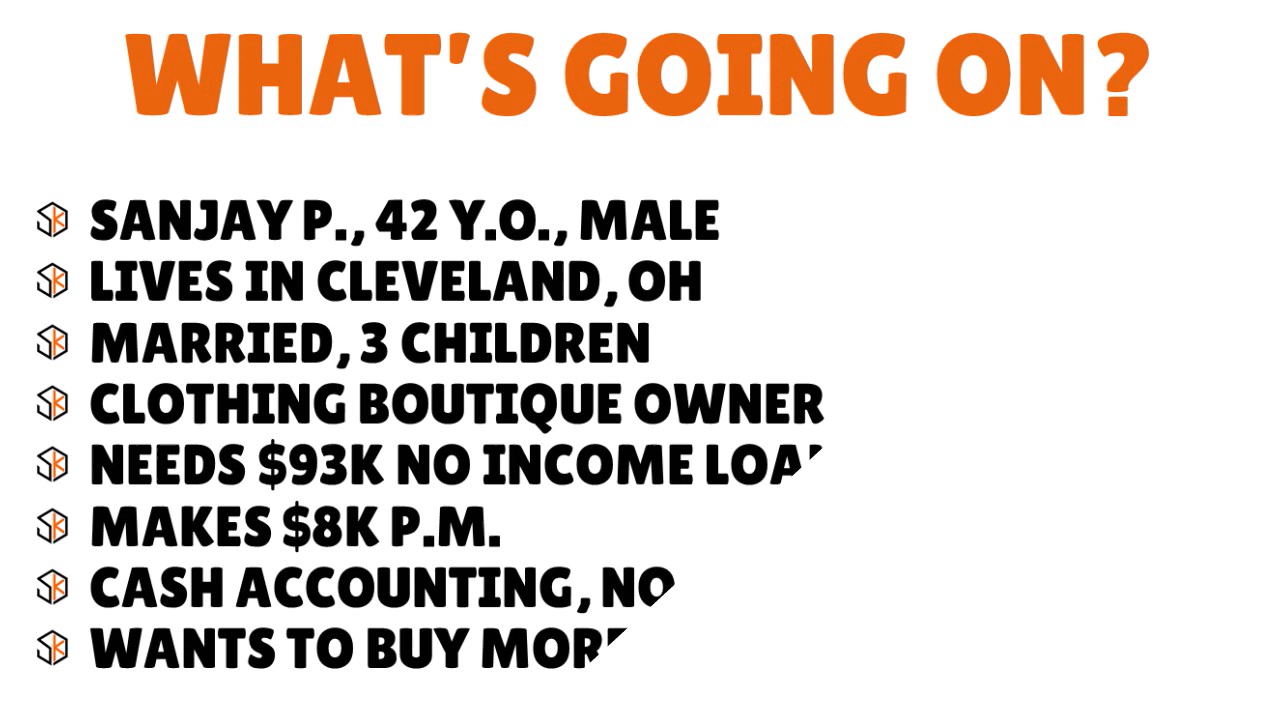 WHAT'S GOING ON?
SANJAY P., 42 Y.O., MALE
LIVES IN CLEVELAND, OH
MARRIED, 3 CHILDREN
CLOTHING BOUTIQUE OWNER
NEEDS $93K NO INCOME
MAKES $8K P.M.
CASH ACCOUNTING, NO
WANTS TO BUY MORE